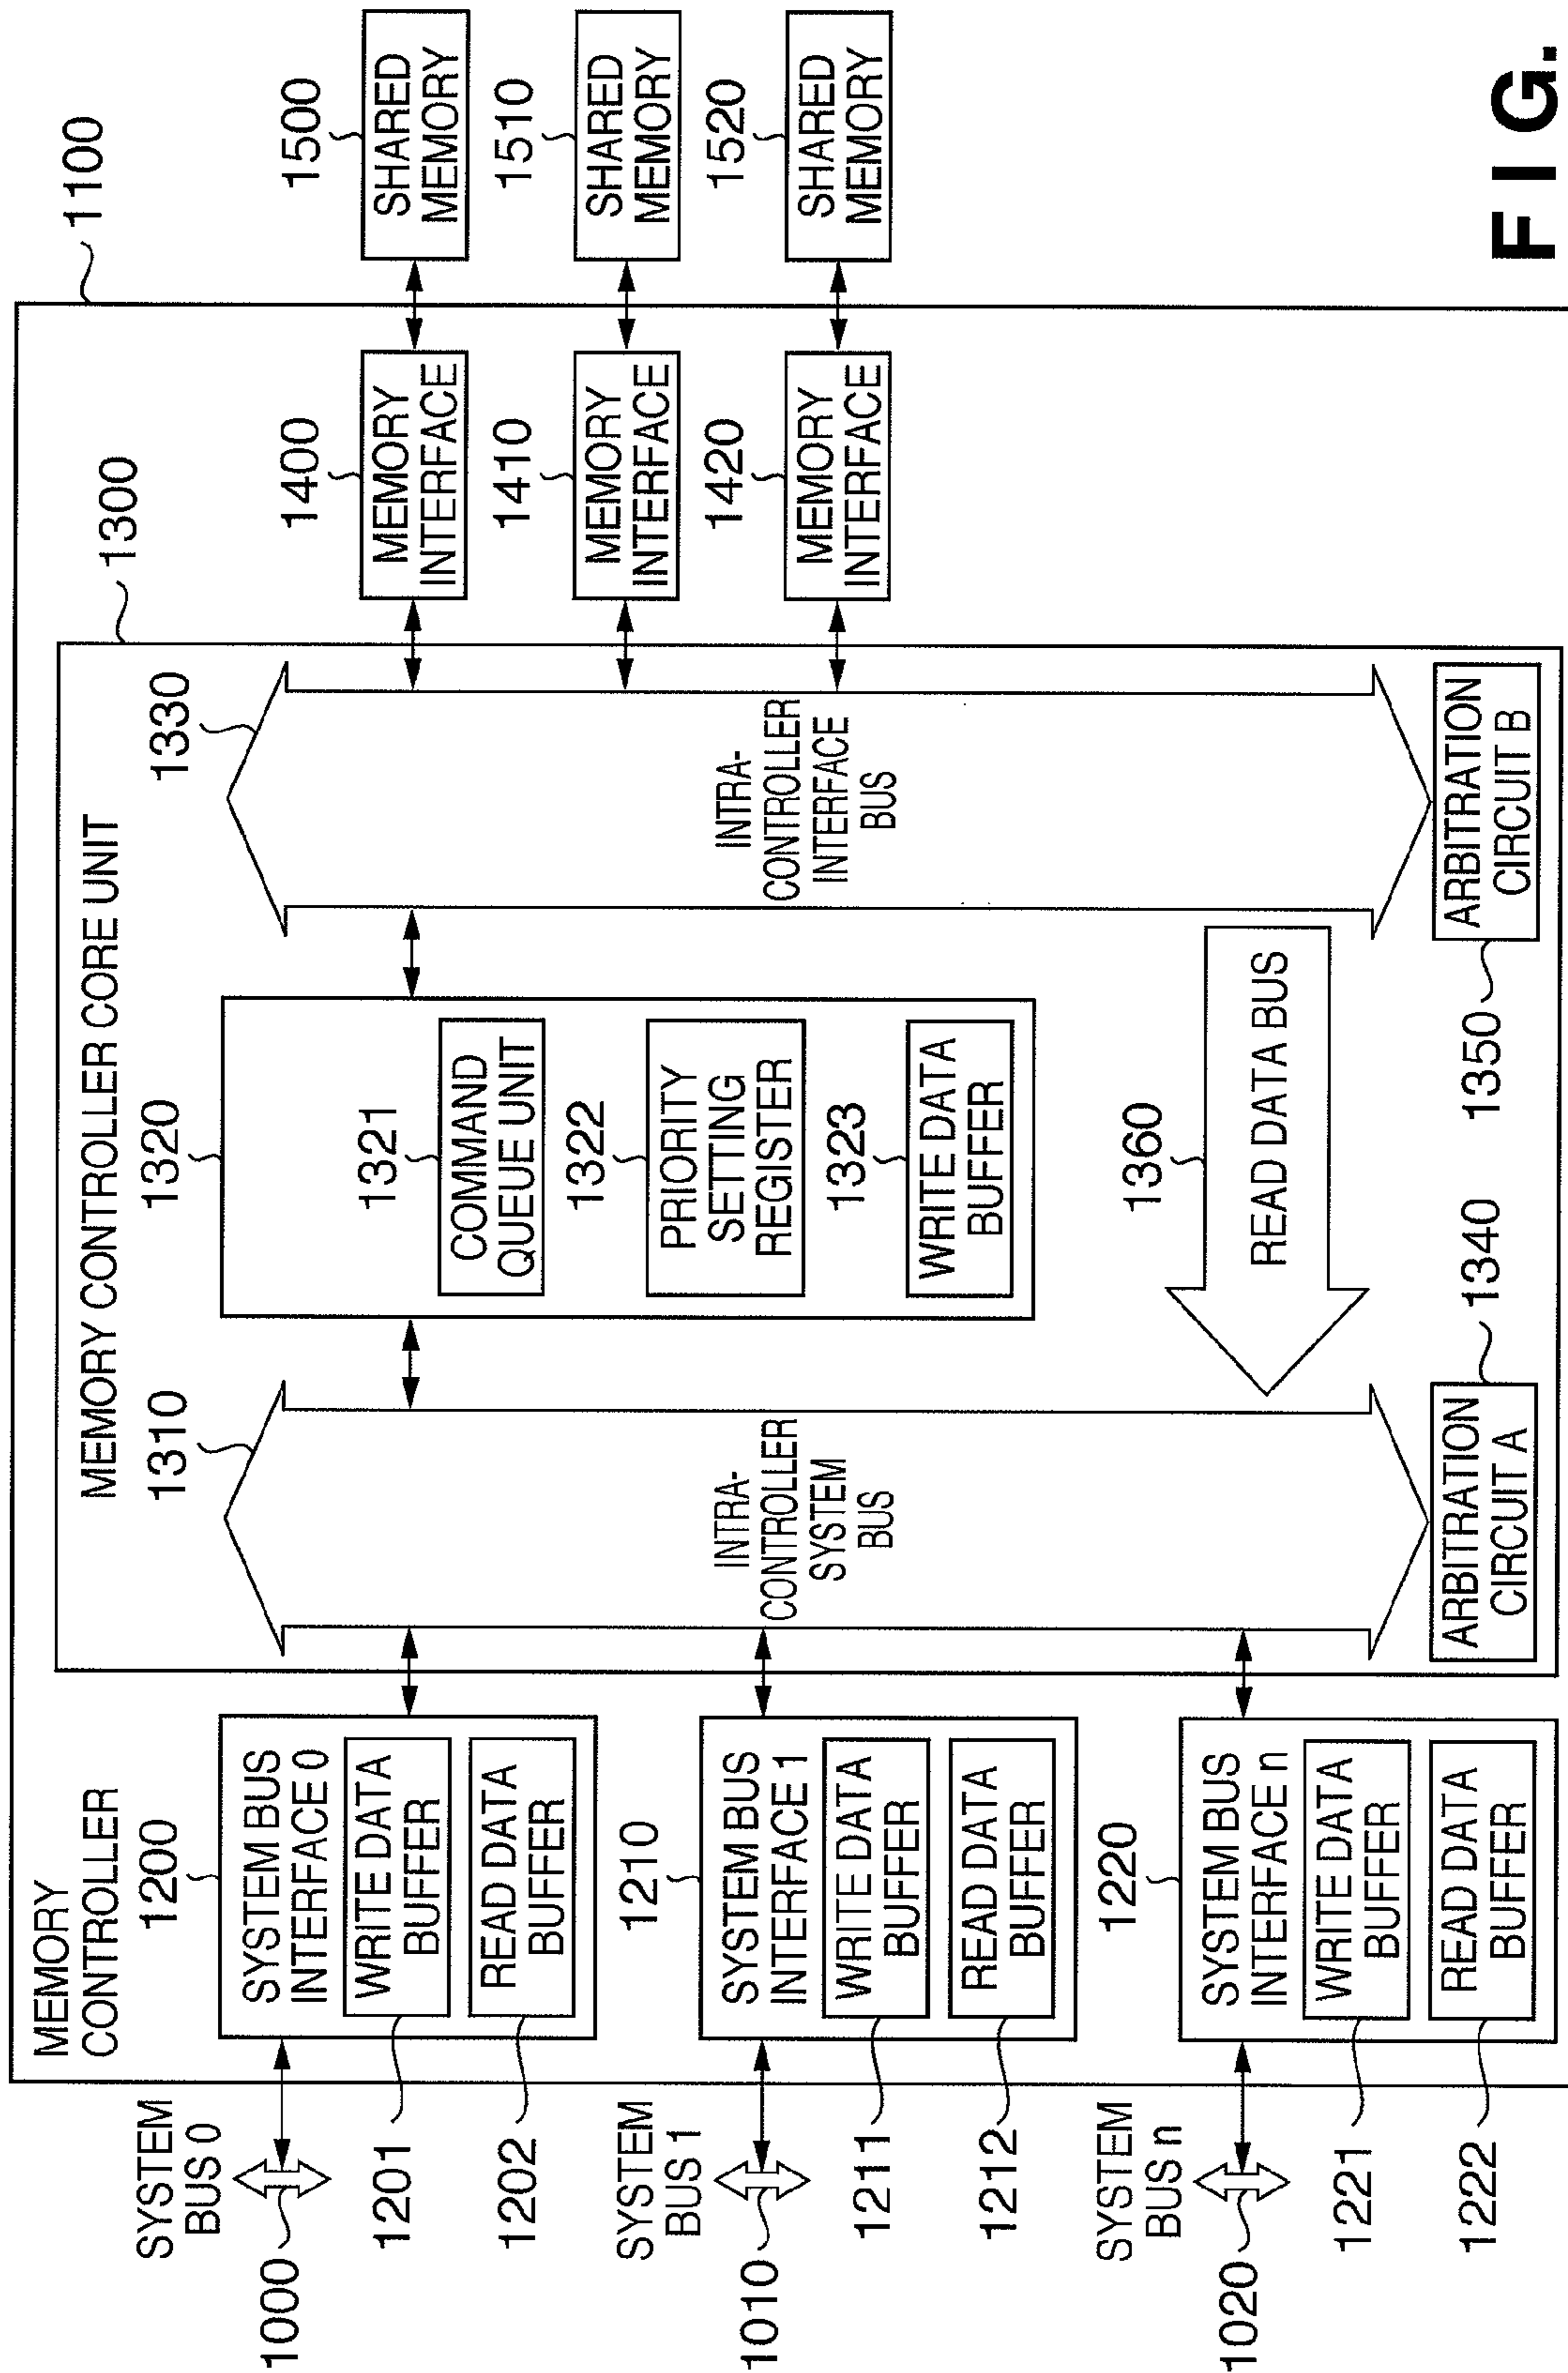 MEMORY
CONTROLLER
1100
MEMORY CONTROLLER CORE UNIT
1300
SYSTEM
BUS 0
1000
1200
SYSTEM BUS
INTERFACE 0
WRITE DATA
BUFFER
READ DATA
BUFFER
1201
1202
SYSTEM
BUS 1
1010
1210
SYSTEM BUS
INTERFACE 1
WRITE DATA
BUFFER
READ DATA
BUFFER
1211
1212
SYSTEM
BUS n
1020
1220
SYSTEM BUS
INTERFACE n
WRITE DATA
BUFFER
READ DATA
BUFFER
1221
1222
1310
INTRA-
CONTROLLER
SYSTEM
BUS
1340
ARBITRATION
CIRCUIT A
1320
1321
COMMAND
QUEUE UNIT
1322
PRIORITY
SETTING
REGISTER
1323
WRITE DATA
BUFFER
1360
READ DATA BUS
1330
INTRA-
CONTROLLER
INTERFACE
BUS
1350
ARBITRATION
CIRCUIT B
1400
MEMORY
INTERFACE
1410
MEMORY
INTERFACE
1420
MEMORY
INTERFACE
1500
SHARED
MEMORY
1510
SHARED
MEMORY
1520
SHARED
MEMORY
FIG.